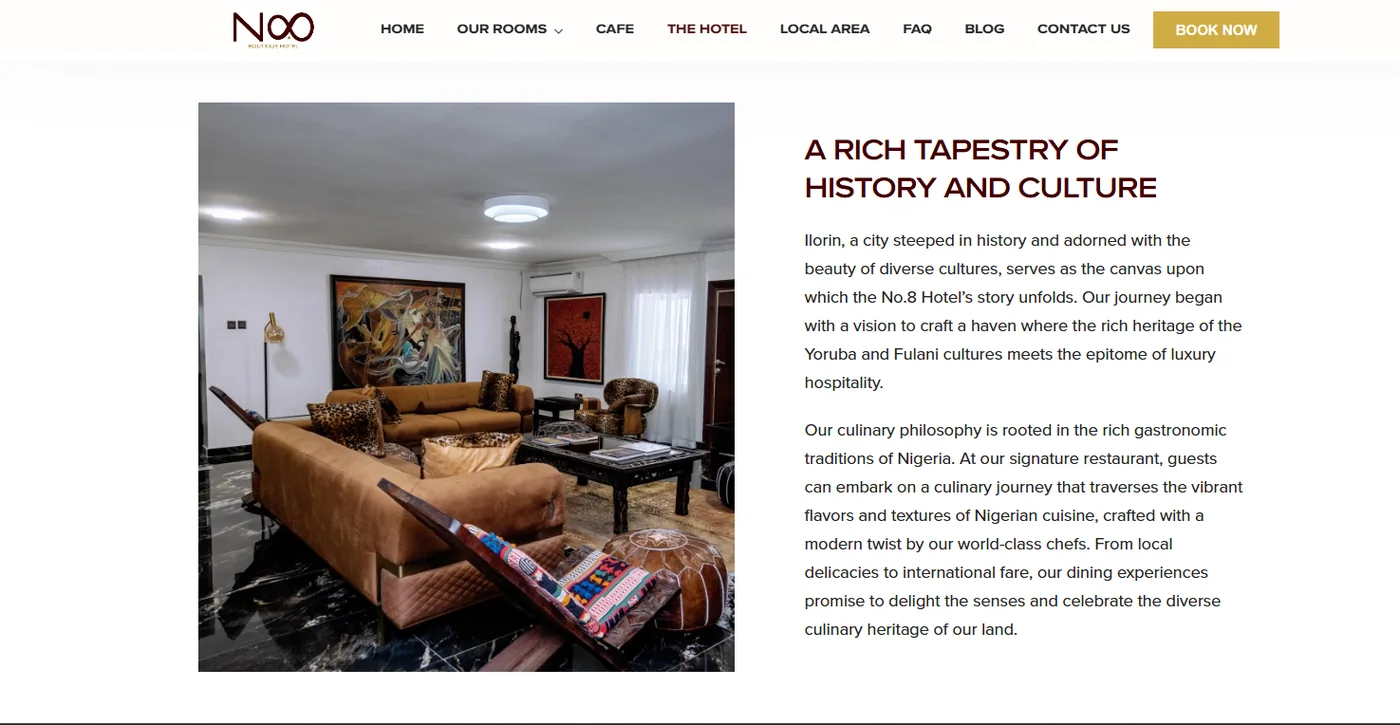 No8
BOUTIQUE HOTEL
HOME
OUR ROOMS
CAFE
THE HOTEL
LOCAL AREA
FAQ
BLOG
CONTACT US
BOOK NOW
A RICH TAPESTRY OF
HISTORY AND CULTURE
Ilorin, a city steeped in history and adorned with the
beauty of diverse cultures, serves as the canvas upon
which the No.8 Hotel’s story unfolds. Our journey began
with a vision to craft a haven where the rich heritage of the
Yoruba and Fulani cultures meets the epitome of luxury
hospitality.
Our culinary philosophy is rooted in the rich gastronomic
traditions of Nigeria. At our signature restaurant, guests
can embark on a culinary journey that traverses the vibrant
flavors and textures of Nigerian cuisine, crafted with a
modern twist by our world-class chefs. From local
delicacies to international fare, our dining experiences
promise to delight the senses and celebrate the diverse
culinary heritage of our land.